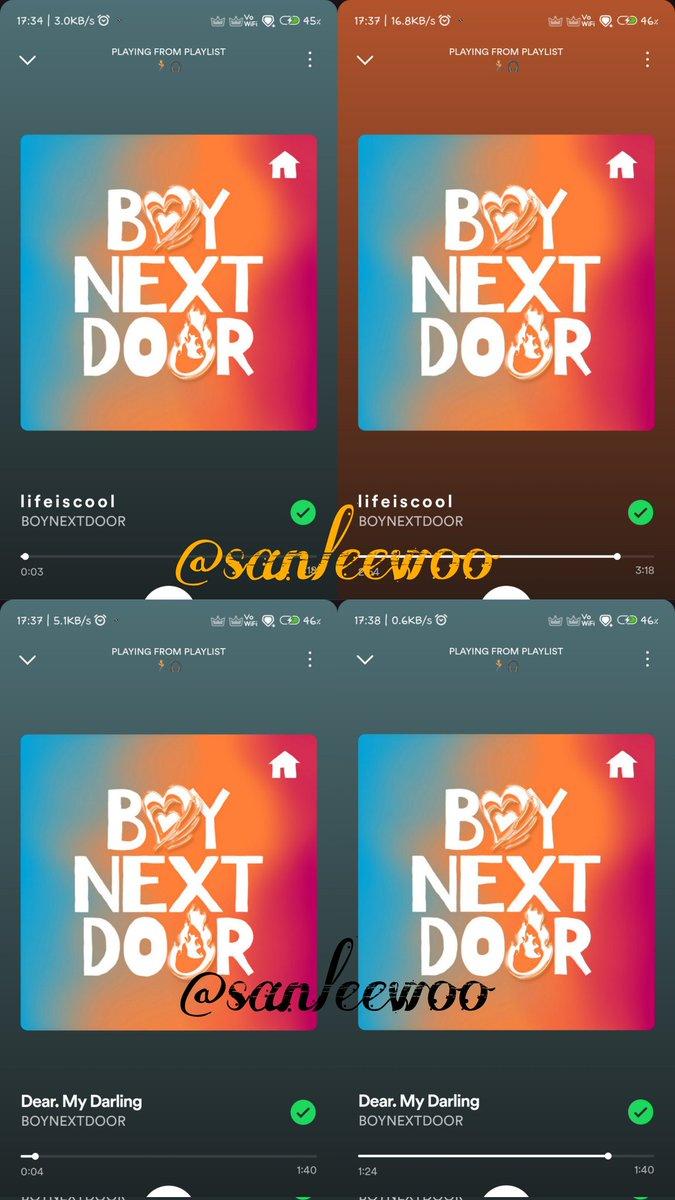 17:34 | 3.0KB/s
Vo WiFi
45%
PLAYING FROM PLAYLIST
BOY
NEXT
DOOR
lifeiscool
BOYNEXTDOOR
0:03
17:37 | 16.8KB/s
Vo WiFi
46%
PLAYING FROM PLAYLIST
BOY
NEXT
DOOR
lifeiscool
BOYNEXTDOOR
3:18
@sanleewoo
17:37 | 5.1KB/s
Vo WiFi
46%
PLAYING FROM PLAYLIST
BOY
NEXT
DOOR
Dear. My Darling
BOYNEXTDOOR
0:04
1:40
17:38 | 0.6KB/s
Vo WiFi
46%
PLAYING FROM PLAYLIST
BOY
NEXT
DOOR
Dear. My Darling
BOYNEXTDOOR
1:24
1:40
@sanleewoo